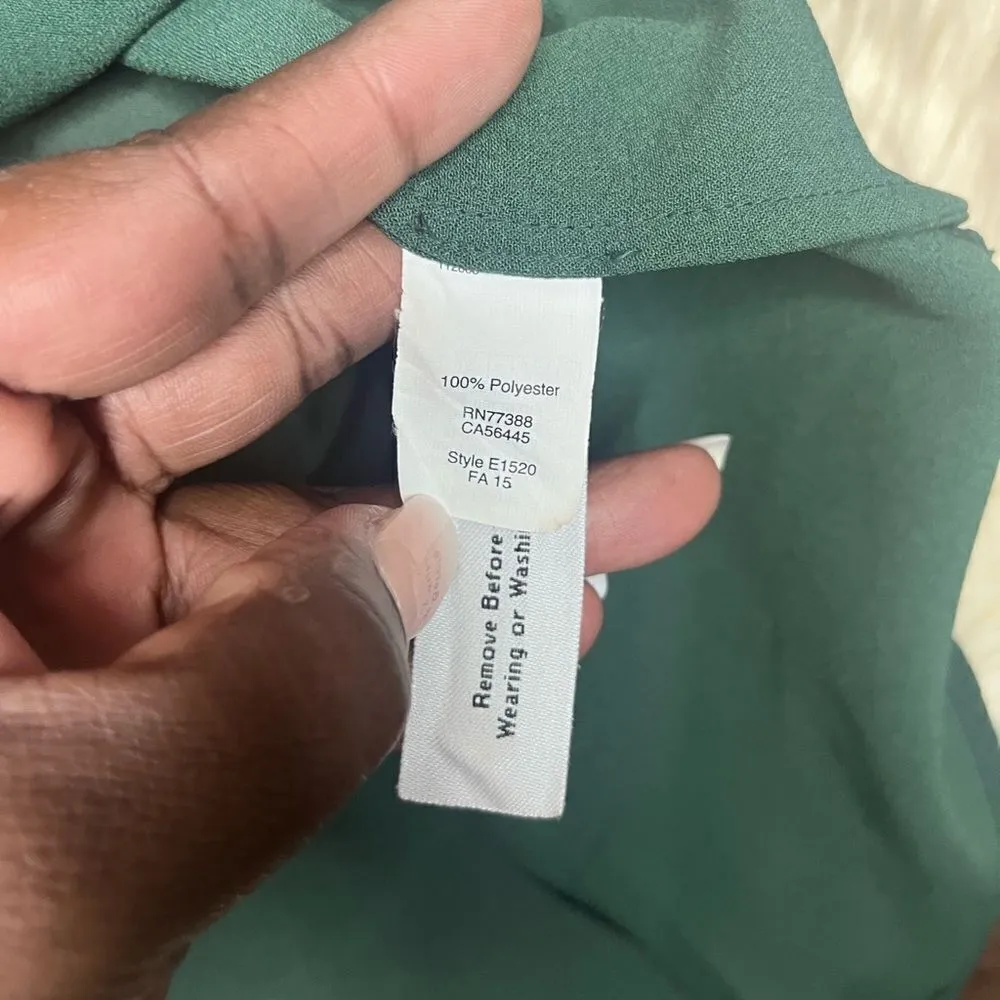 100% Polyester
RN77388
CA56445
Style E1520
FA 15
Remove Before
Wearing or Washi